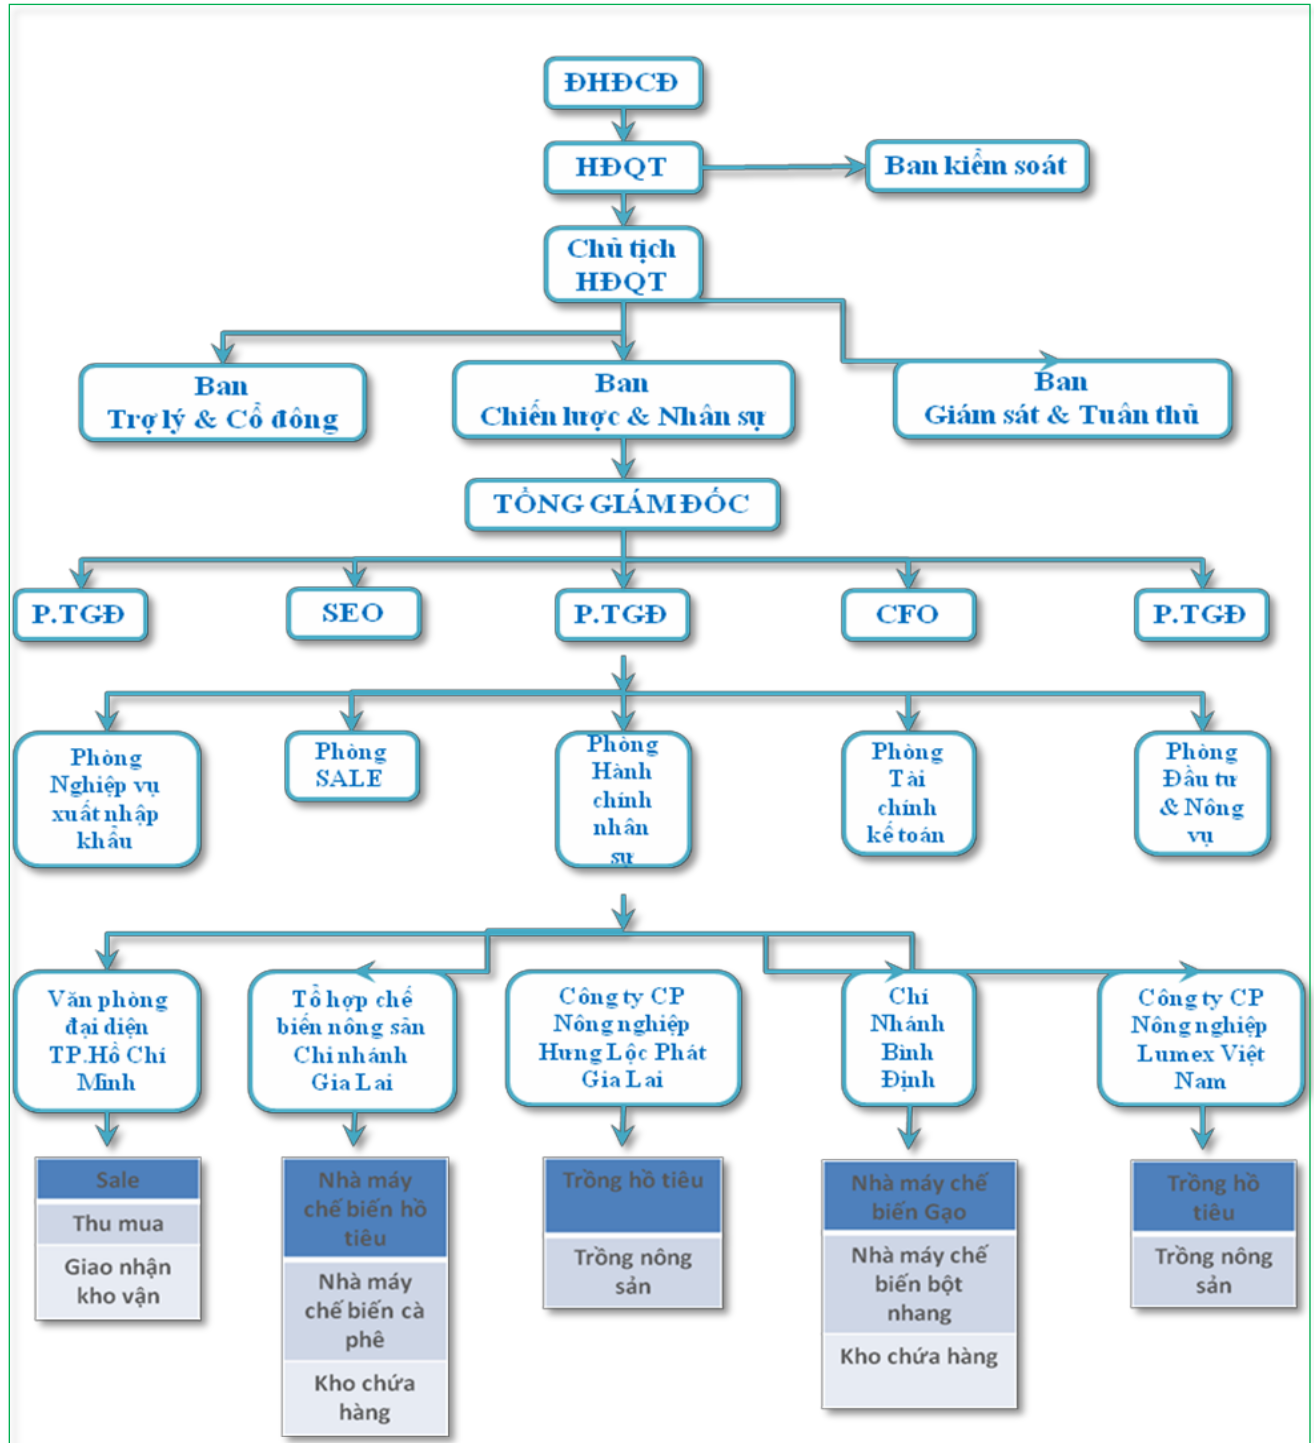 ĐHĐCĐ
HĐQT
Ban kiểm soát
Chủ tịch
HĐQT
Ban
Trợ lý & Cổ đông
Ban
Chiến lược & Nhân sự
Ban
Giám sát & Tuân thủ
TỔNG GIÁM ĐỐC
P.TGĐ
SEO
P.TGĐ
CFO
P.TGĐ
Phòng
Nghiệp vụ
xuất nhập
khẩu
Phòng
SALE
Phòng
Hành
chính
nhân
sự
Phòng
Tài
chính
kế toán
Phòng
Đầu tư
& Nông
vụ
Văn phòng
đại diện
TP.Hồ Chí
Minh
Tổ hợp chế
biến nông sản
Chi nhánh
Gia Lai
Công ty CP
Nông nghiệp
Hưng Lộc Phát
Gia Lai
Chí
Nhánh
Bình
Định
Công ty CP
Nông nghiệp
Lumex Việt
Nam
Sale
Thu mua
Giao nhận
kho vận
Nhà máy
chế biến hồ
tiêu
Nhà máy
chế biến cà
phê
Kho chứa
hàng
Trồng hồ tiêu
Trồng nông
sản
Nhà máy chế
biến Gạo
Nhà máy chế
biến bột
nhang
Kho chứa hàng
Trồng hồ
tiêu
Trồng nông
sản